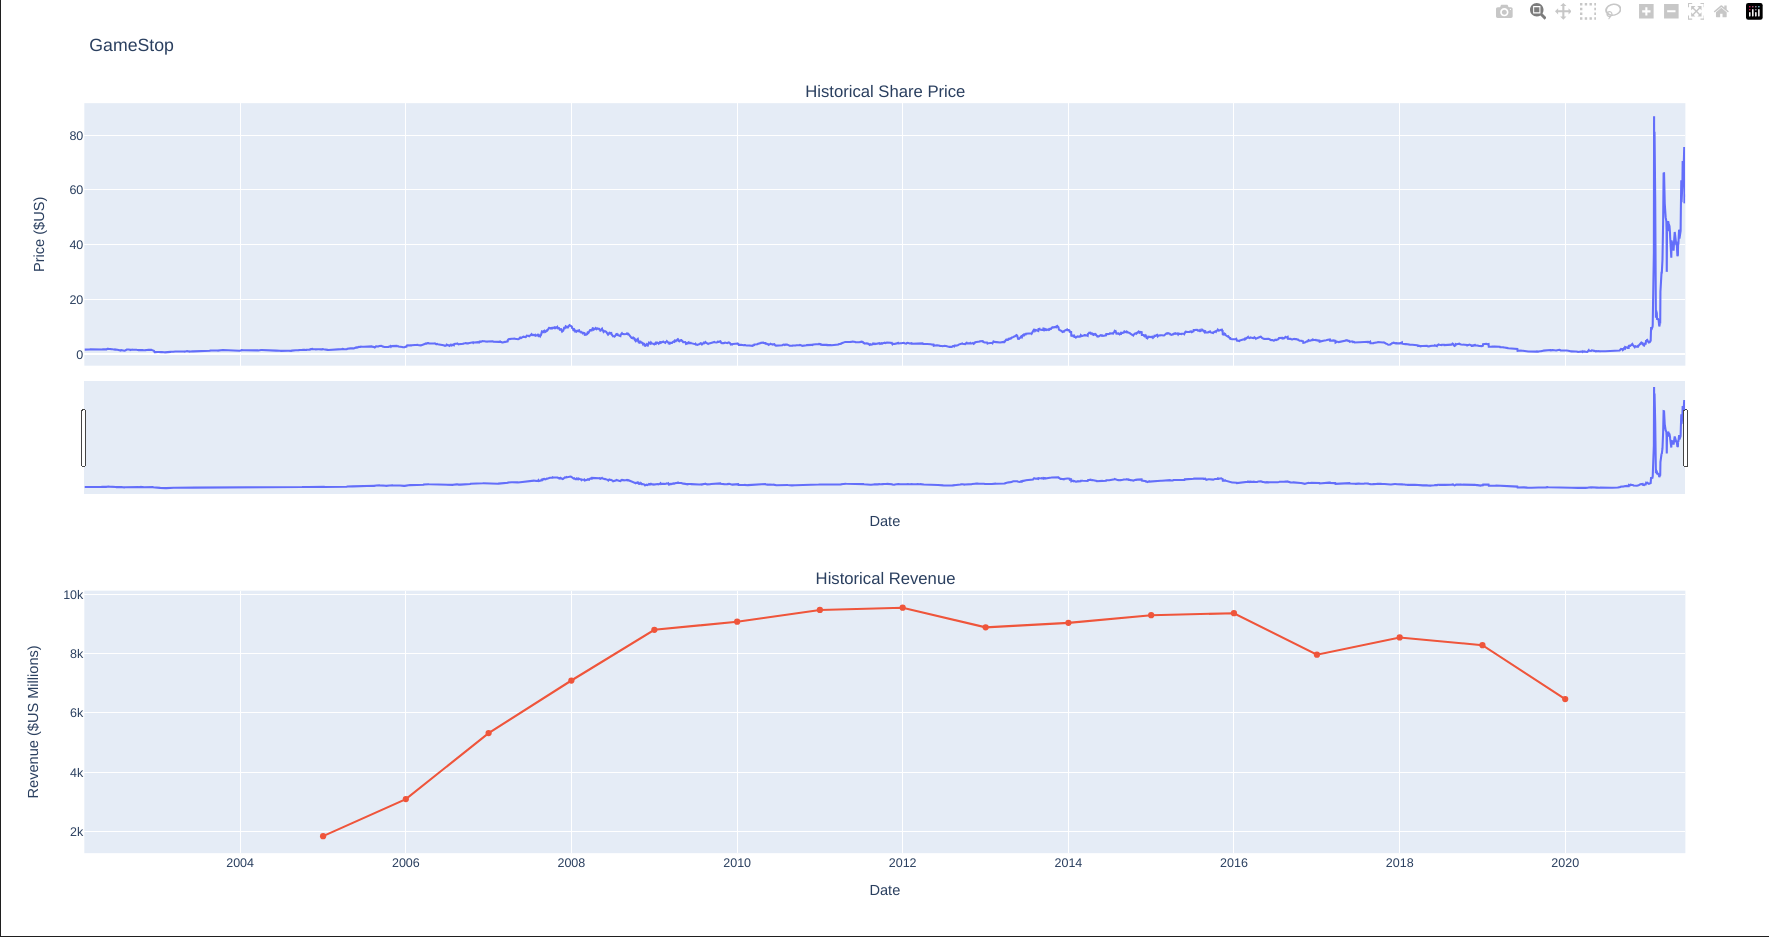 GameStop
Historical Share Price
80
60
40
20
0
Price ($US)
Date
Historical Revenue
10k
8k
6k
4k
2k
Revenue ($US Millions)
2004 2006 2008 2010 2012 2014 2016 2018 2020
Date